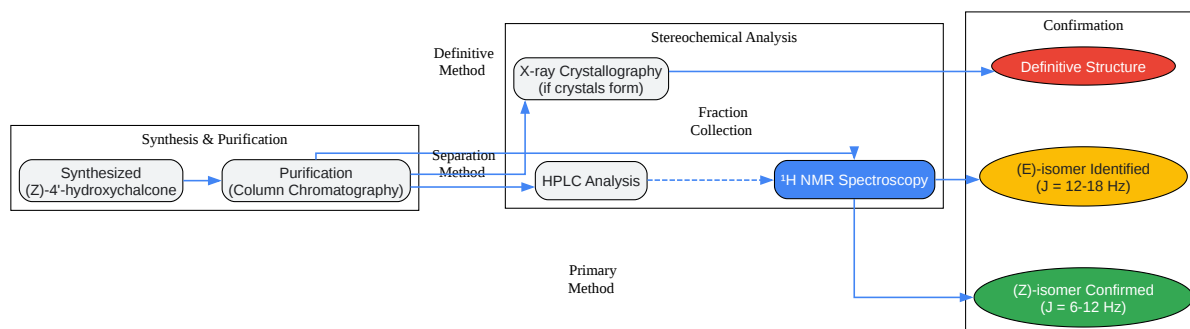 Confirmation
Stereochemical Analysis
Definitive
Method
Definitive Structure
X-ray Crystallography
(if crystals form)
Fraction
Collection
Synthesis & Purification
Separation
Method
Synthesized
(Z)-4'-hydroxychalcone
Purification
(Column Chromatography)
HPLC Analysis
¹H NMR Spectroscopy
(E)-isomer Identified
(J = 12-18 Hz)
Primary
Method
(Z)-isomer Confirmed
(J = 6-12 Hz)